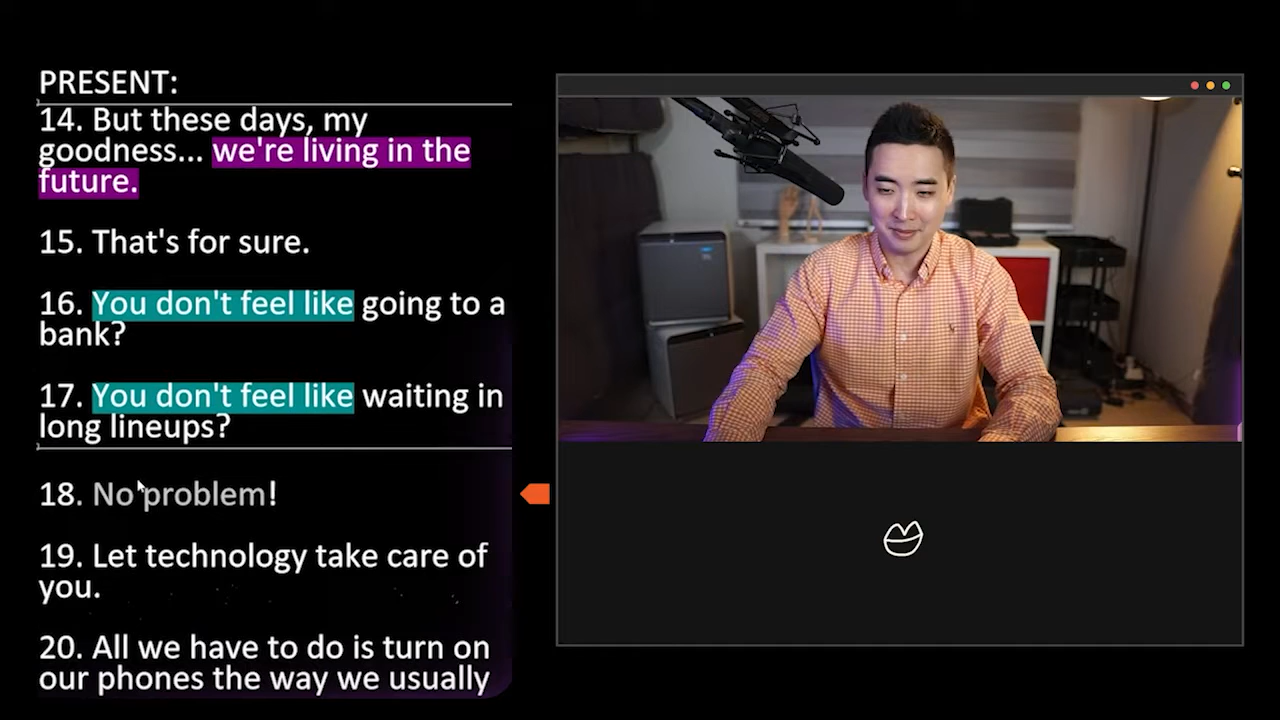 PRESENT:
14. But these days, my
goodness... we're living in the
future.
15. That's for sure.
16. You don't feel like going to a
bank?
17. You don't feel like waiting in
long lineups?
18. No problem!
19. Let technology take care of
you.
20. All we have to do is turn on
our phones the way we usually